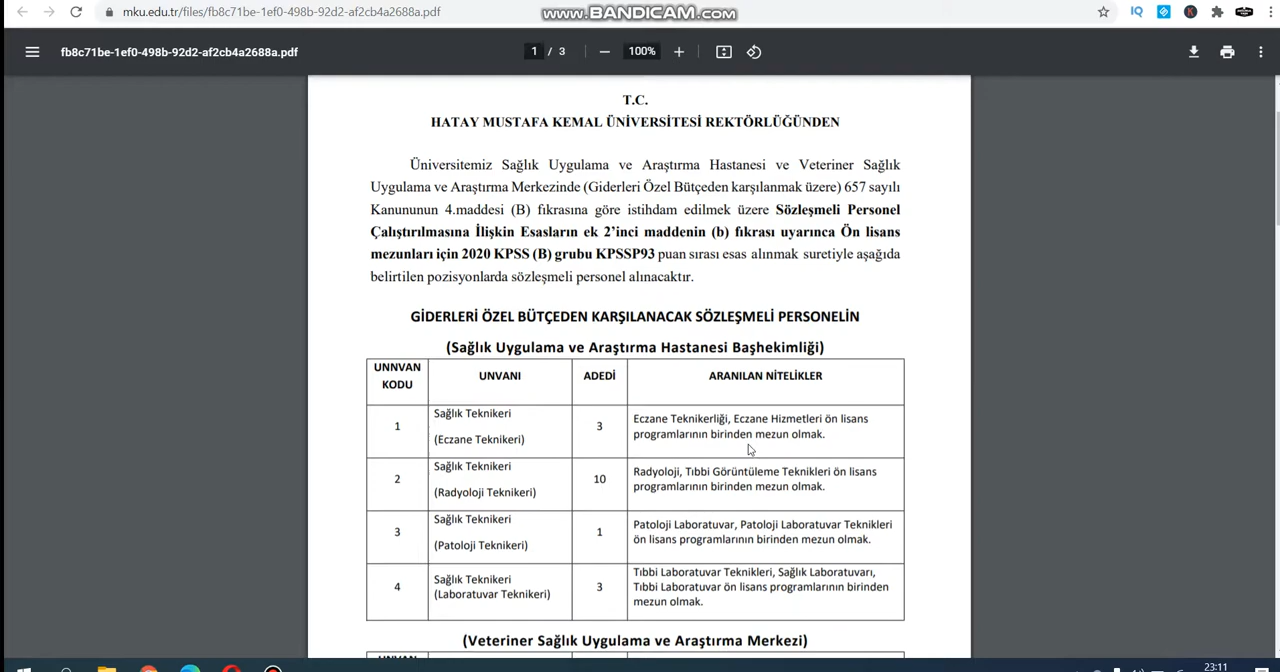 mku.edu.tr/files/fb8c71be-1ef0-498b-92d2-af2cb4a2688a.pdf
www.BANDICAM.com
fb8c71be-1ef0-498b-92d2-af2cb4a2688a.pdf
1 / 3
100%
T.C.
HATAY MUSTAFA KEMAL ÜNİVERSİTESİ REKTÖRLÜĞÜNDEN
Üniversitemiz Sağlık Uygulama ve Araştırma Hastanesi ve Veteriner Sağlık
Uygulama ve Araştırma Merkezinde (Giderleri Özel Bütçeden karşılanmak üzere) 657 sayılı
Kanununun 4.maddesi (B) fıkrasına göre istihdam edilmek üzere Sözleşmeli Personel
Çalıştırılmasına İlişkin Esasların ek 2’inci maddenin (b) fıkrası uyarınca Ön lisans
mezunları için 2020 KPSS (B) grubu KPSSP93 puan sırası esas alınmak suretiyle aşağıda
belirtilen pozisyonlarda sözleşmeli personel alınacaktır.
GİDERLERİ ÖZEL BÜTÇEDEN KARŞILANACAK SÖZLEŞMELİ PERSONELİN
(Sağlık Uygulama ve Araştırma Hastanesi Başhekimliği)
UNNVAN
KODU
UNVANI
ADEDİ
ARANILAN NİTELİKLER
1
Sağlık Teknikeri
(Eczane Teknikeri)
3
Eczane Teknikerliği, Eczane Hizmetleri ön lisans
programlarının birinden mezun olmak.
2
Sağlık Teknikeri
(Radyoloji Teknikeri)
10
Radyoloji, Tıbbi Görüntüleme Teknikleri ön lisans
programlarının birinden mezun olmak.
3
Sağlık Teknikeri
(Patoloji Teknikeri)
1
Patoloji Laboratuvar, Patoloji Laboratuvar Teknikleri
ön lisans programlarının birinden mezun olmak.
4
Sağlık Teknikeri
(Laboratuvar Teknikeri)
3
Tıbbi Laboratuvar Teknikleri, Sağlık Laboratuvarı,
Tıbbi Laboratuvar ön lisans programlarının birinden
mezun olmak.
(Veteriner Sağlık Uygulama ve Araştırma Merkezi)
23:11